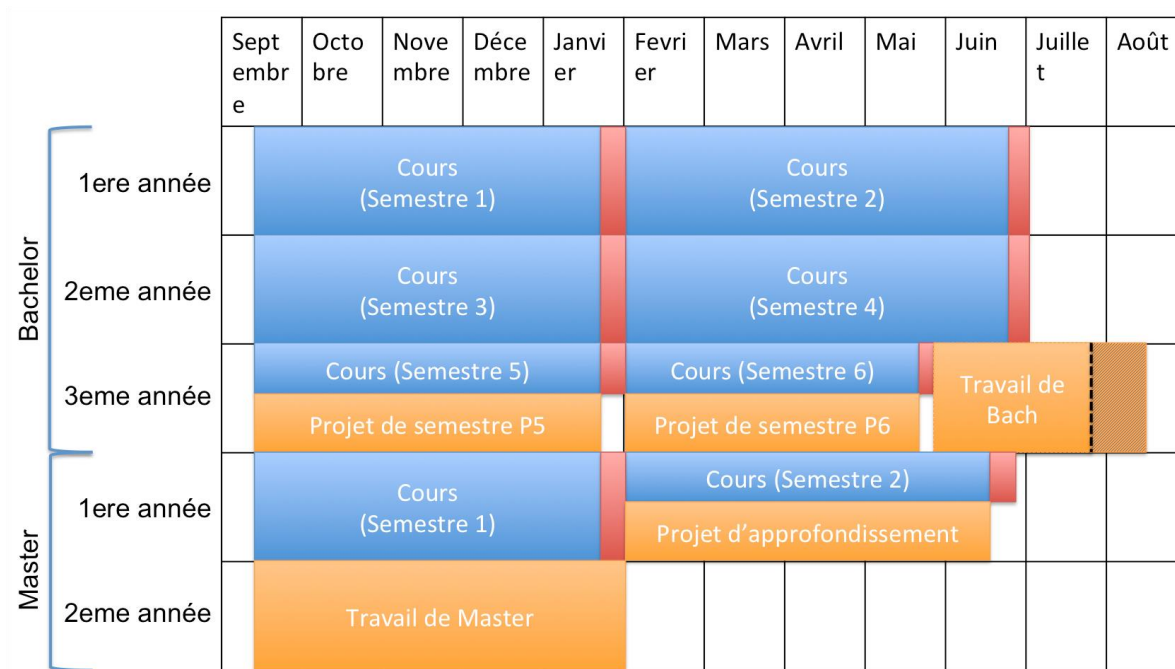 Sept
embr
e
Octo
bre
Nove
mbre
Déce
mbre
Janvi
er
Fevri
er
Mars
Avril
Mai
Juin
Juille
t
Août
Bachelor
1ere année
Cours
(Semestre 1)
Cours
(Semestre 2)
2eme année
Cours
(Semestre 3)
Cours
(Semestre 4)
3eme année
Cours (Semestre 5)
Cours (Semestre 6)
Travail de
Bach
Projet de semestre P5
Projet de semestre P6
Master
1ere année
Cours
(Semestre 1)
Cours (Semestre 2)
Projet d’approfondissement
2eme année
Travail de Master